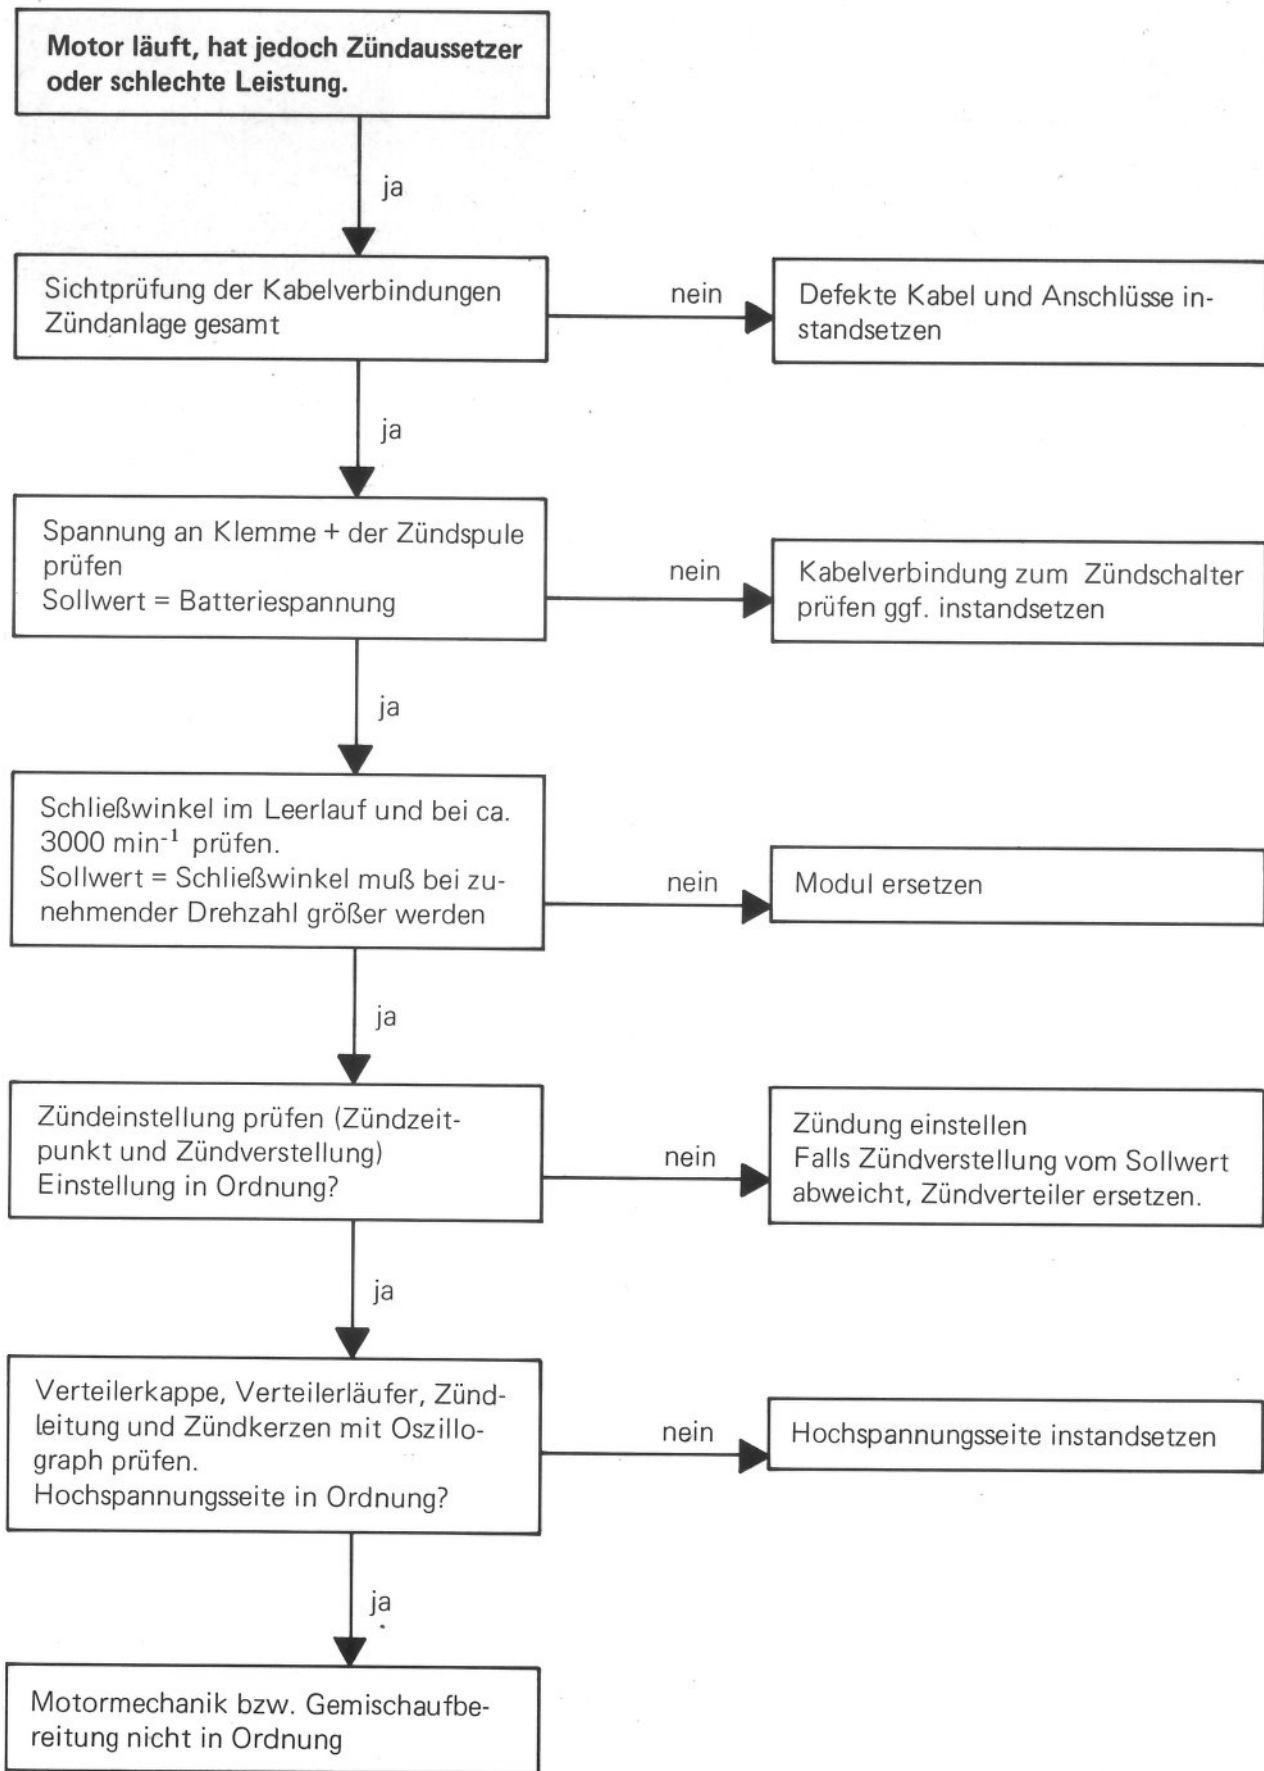 Motor läuft, hat jedoch Zündaussetzer
oder schlechte Leistung.
ja
Sichtprüfung der Kabelverbindungen
Zündanlage gesamt
nein
Defekte Kabel und Anschlüsse in-
standsetzen
ja
Spannung an Klemme + der Zündspule
prüfen
Sollwert = Batteriespannung
nein
Kabelverbindung zum Zündschalter
prüfen ggf. instandsetzen
ja
Schließwinkel im Leerlauf und bei ca.
3000 min⁻¹ prüfen.
Sollwert = Schließwinkel muß bei zu-
nehmender Drehzahl größer werden
nein
Modul ersetzen
ja
Zündeinstellung prüfen (Zündzeit-
punkt und Zündverstellung)
Einstellung in Ordnung?
nein
Zündung einstellen
Falls Zündverstellung vom Sollwert
abweicht, Zündverteiler ersetzen.
ja
Verteilerkappe, Verteilerläufer, Zünd-
leitung und Zündkerzen mit Oszillo-
graph prüfen.
Hochspannungsseite in Ordnung?
nein
Hochspannungsseite instandsetzen
ja
Motormechanik bzw. Gemischaufbe-
reitung nicht in Ordnung